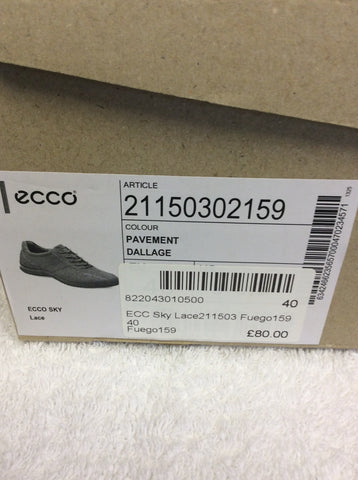 ecco
ARTICLE
21150302159
COLOUR
PAVEMENT
DALLAGE
ECCO SKY
Lace
822043010500
40
ECC Sky Lace211503 Fuego159
40
Fuego159
£80.00
1325